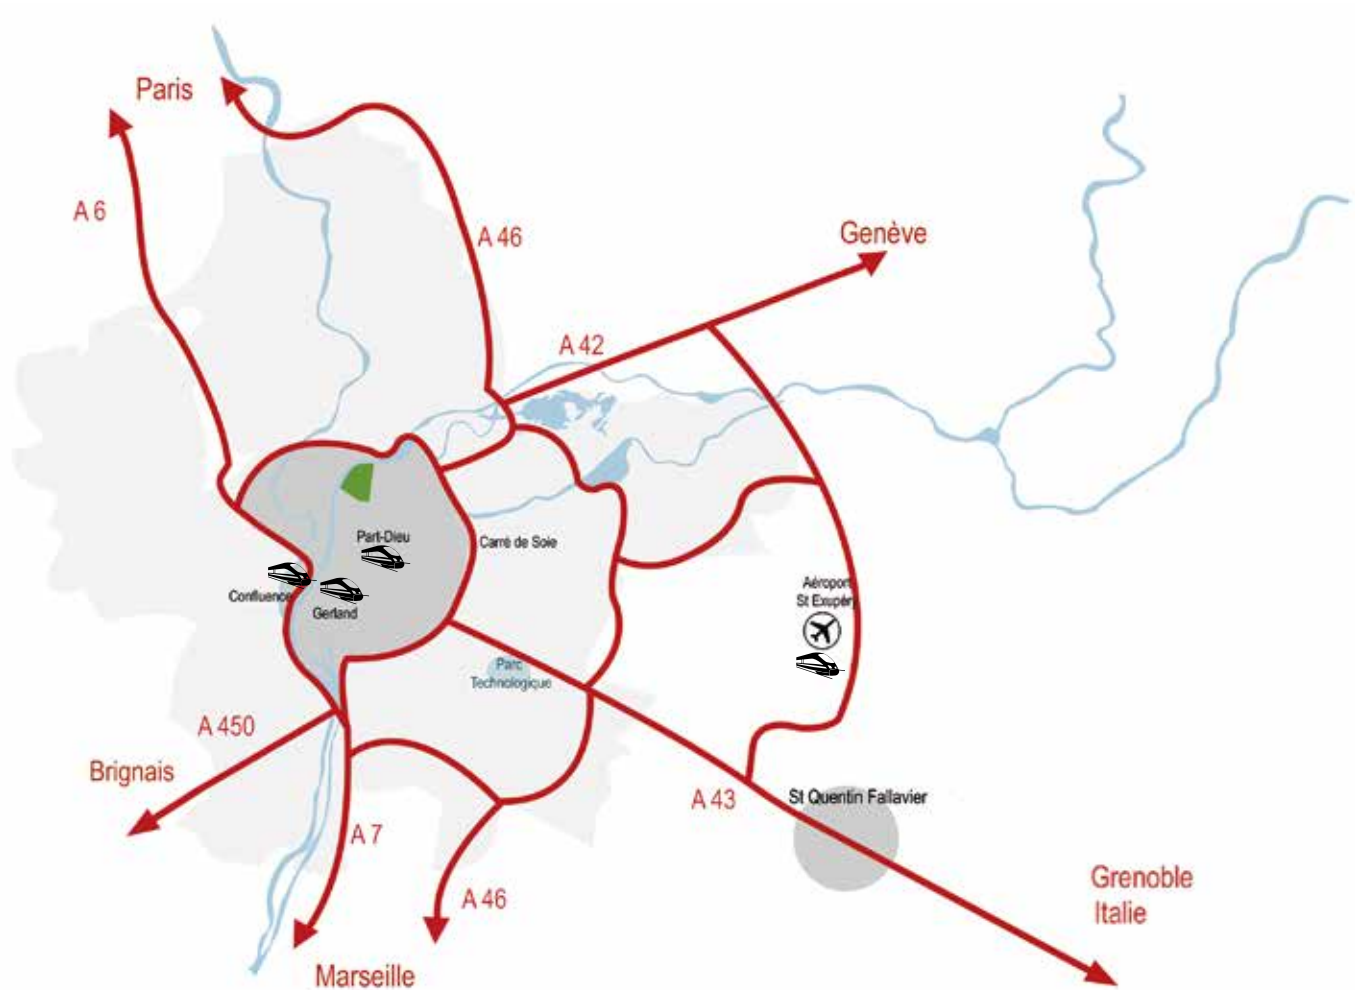 Paris
A 6
A 46
Genève
A 42
Part-Dieu
Carré de Soie
Confluence
Gerland
Aéroport
St Exupéry
Parc
Technologique
A 450
Brignais
A 43
St Quentin Fallavier
A 7
A 46
Grenoble
Italie
Marseille